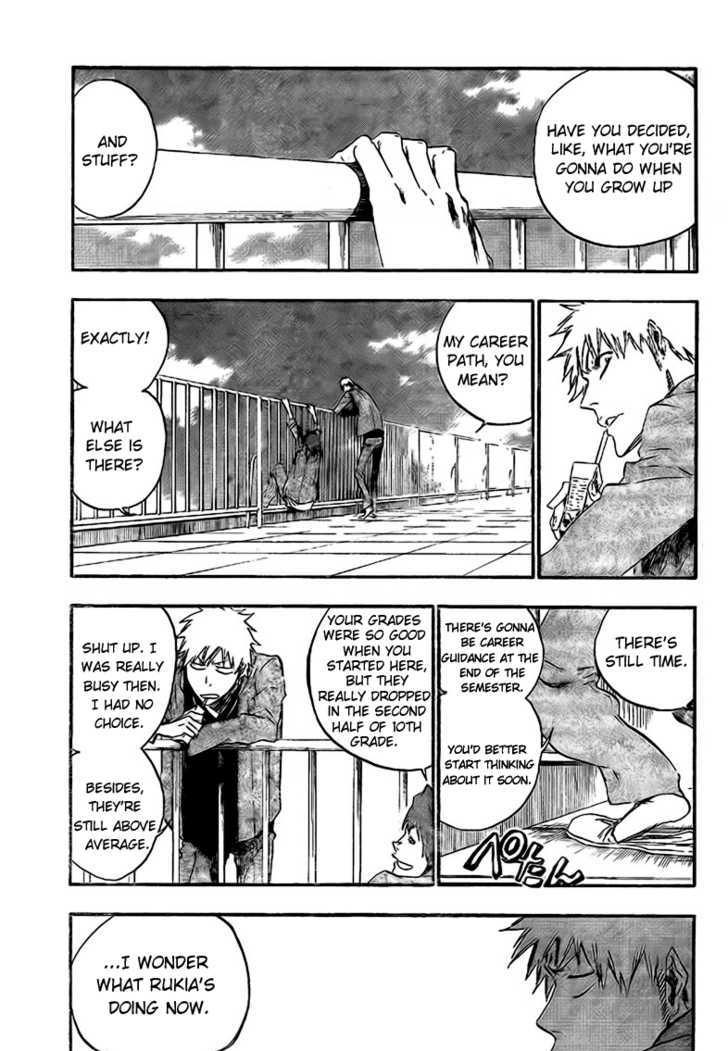 HAVE YOU DECIDED,
LIKE, WHAT YOU'RE
GONNA DO WHEN
YOU GROW UP
AND
STUFF?
MY CAREER
PATH, YOU
MEAN?
EXACTLY!
WHAT
ELSE IS
THERE?
THERE'S
STILL TIME.
THERE'S GONNA
BE CAREER
GUIDANCE AT
THE END OF
THE
SEMESTER.
YOU'D BETTER
START THINKING
ABOUT IT SOON.
ぺたん
YOUR GRADES
WERE SO GOOD
WHEN YOU
STARTED HERE,
BUT THEY
REALLY DROPPED
IN THE SECOND
HALF OF 10TH
GRADE.
SHUT UP. I
WAS REALLY
BUSY THEN.
I HAD NO
CHOICE.
BESIDES,
THEY'RE
STILL ABOVE
AVERAGE.
...I WONDER
WHAT RUKIA'S
DOING NOW.